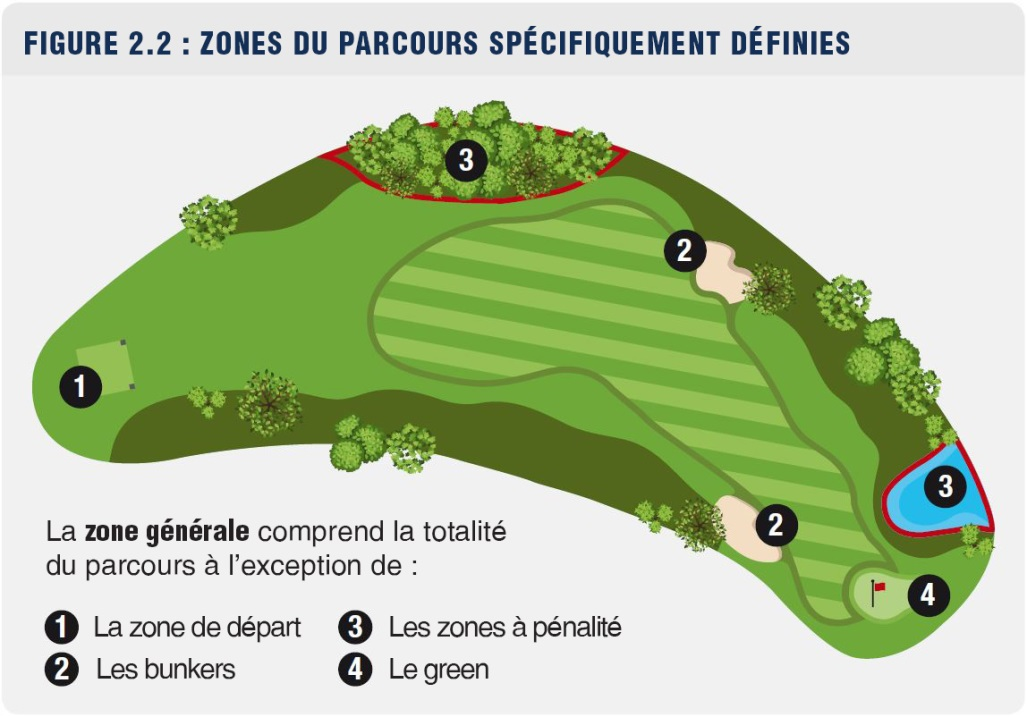 FIGURE 2.2 : ZONES DU PARCOURS SPÉCIFIQUEMENT DÉFINIES
3
2
1
3
2
4
La zone générale comprend la totalité
du parcours à l'exception de :
1 La zone de départ
2 Les bunkers
3 Les zones à pénalité
4 Le green